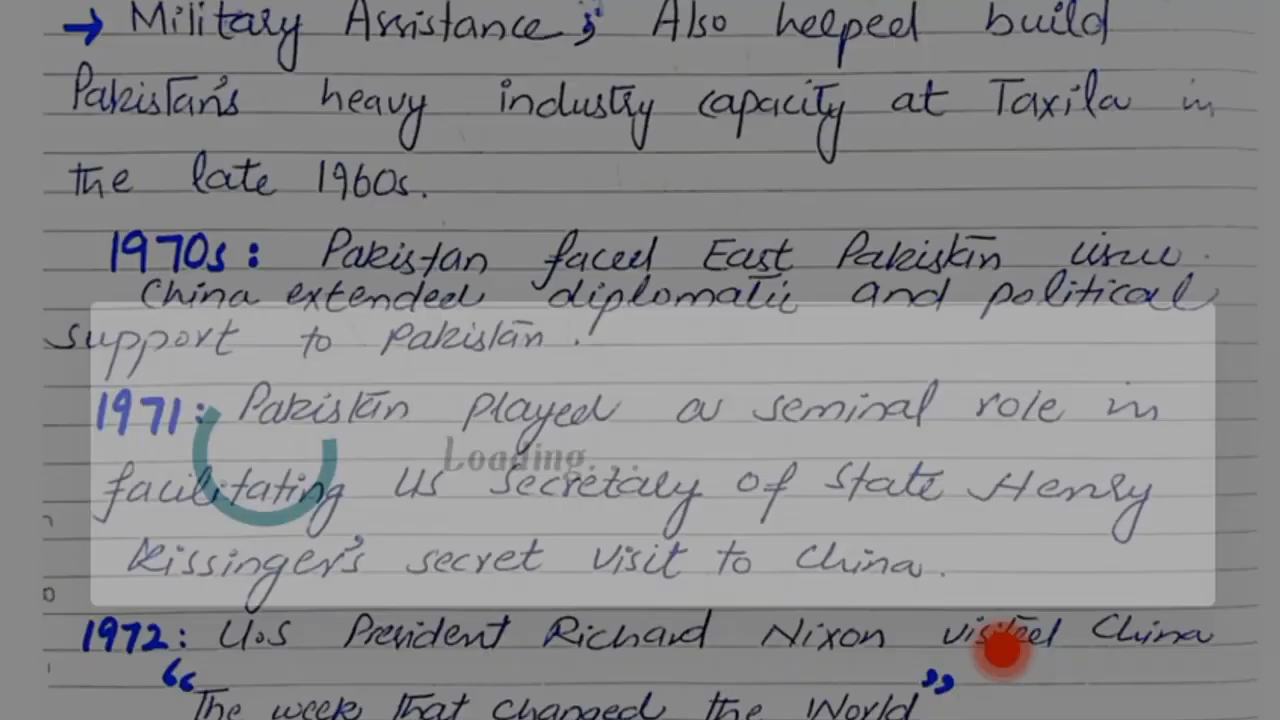 → Military Assistance; Also helped build
Pakistan's heavy industry capacity at Taxila in
the late 1960s.
1970s: Pakistan faced East Pakistan issue.
China extended diplomatic and political
support to Pakistan.
1971: Pakistan played a seminal role in
facilitating US Secretary of State Henry
Kissinger's secret visit to China.
Loading...
1972: U.S President Richard Nixon visited China
"The week that changed the World"